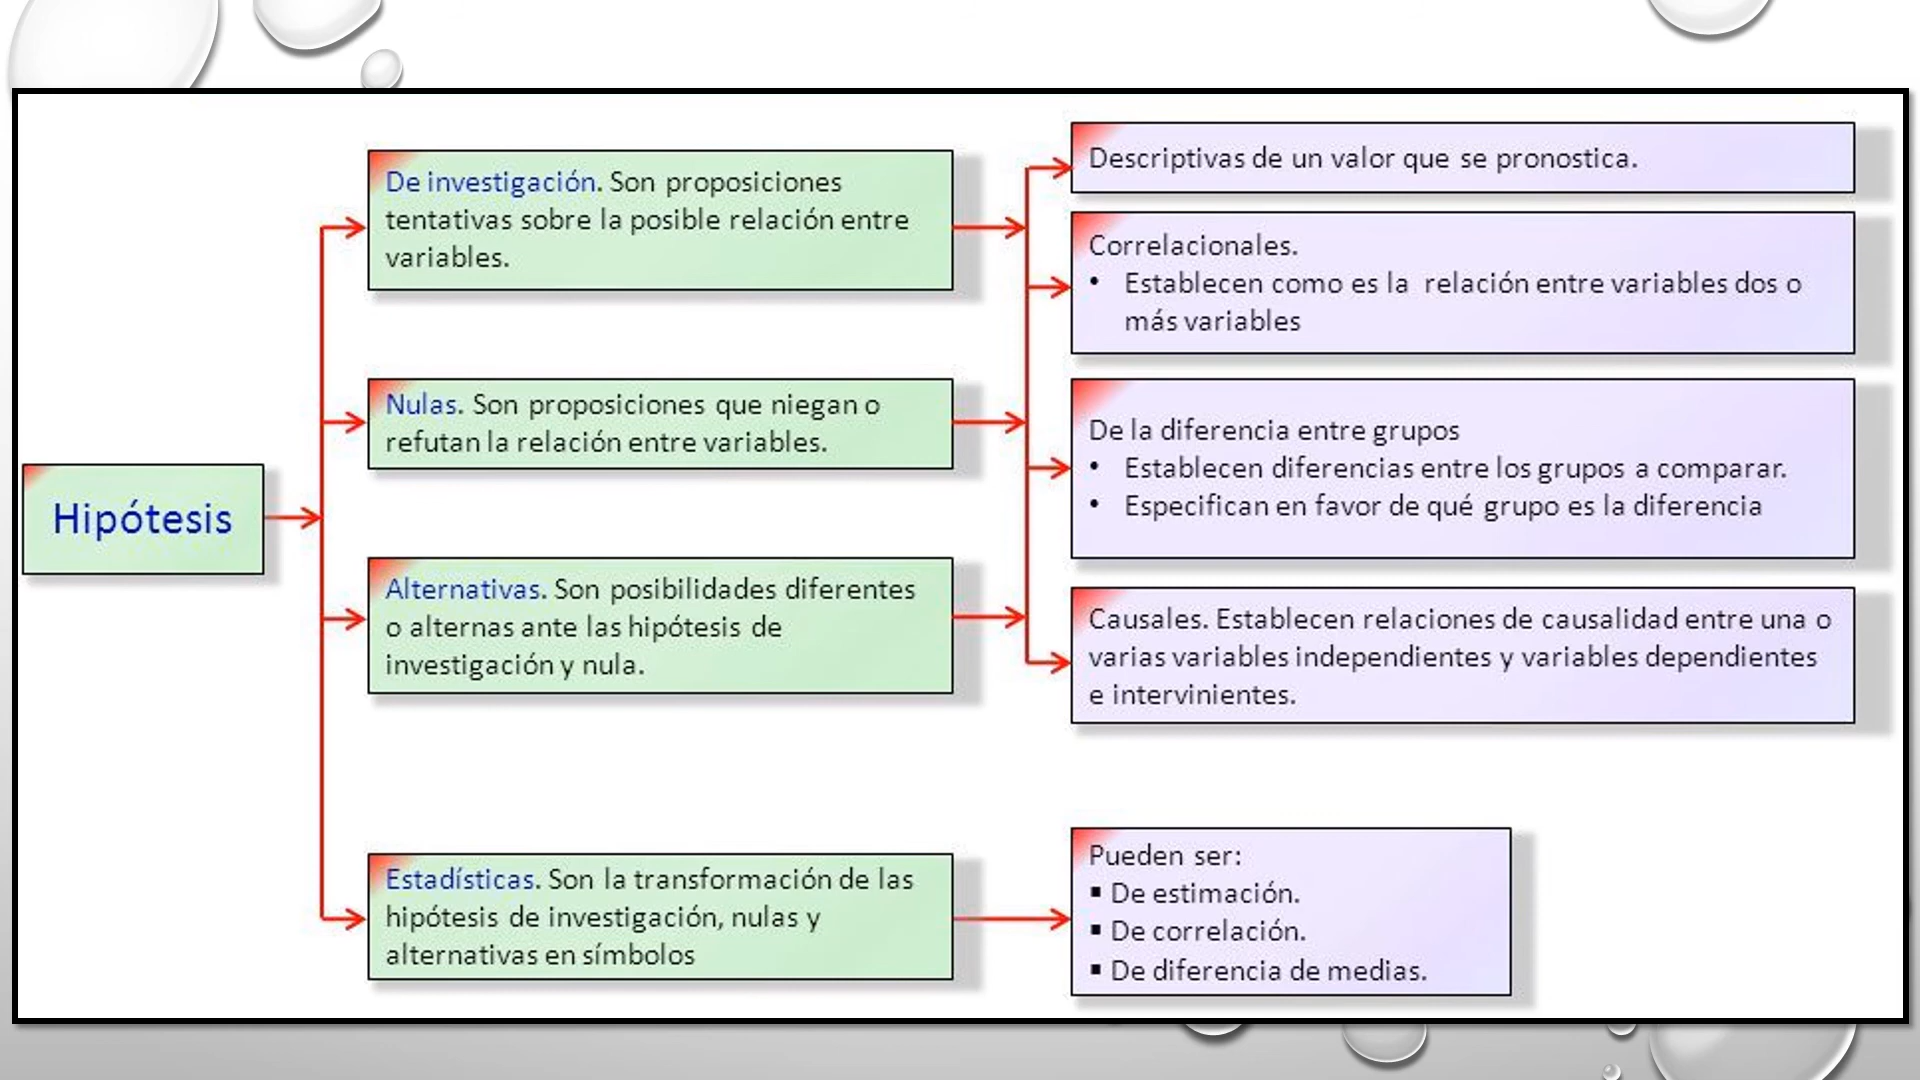 Hipótesis
De investigación. Son proposiciones
tentativas sobre la posible relación entre
variables.
Nulas. Son proposiciones que niegan o
refutan la relación entre variables.
Alternativas. Son posibilidades diferentes
o alternas ante las hipótesis de
investigación y nula.
Estadísticas. Son la transformación de las
hipótesis de investigación, nulas y
alternativas en símbolos
Descriptivas de un valor que se pronostica.
Correlacionales.
• Establecen como es la relación entre variables dos o
más variables
De la diferencia entre grupos
• Establecen diferencias entre los grupos a comparar.
• Especifican en favor de qué grupo es la diferencia
Causales. Establecen relaciones de causalidad entre una o
varias variables independientes y variables dependientes
e intervinientes.
Pueden ser:
▪ De estimación.
▪ De correlación.
▪ De diferencia de medias.